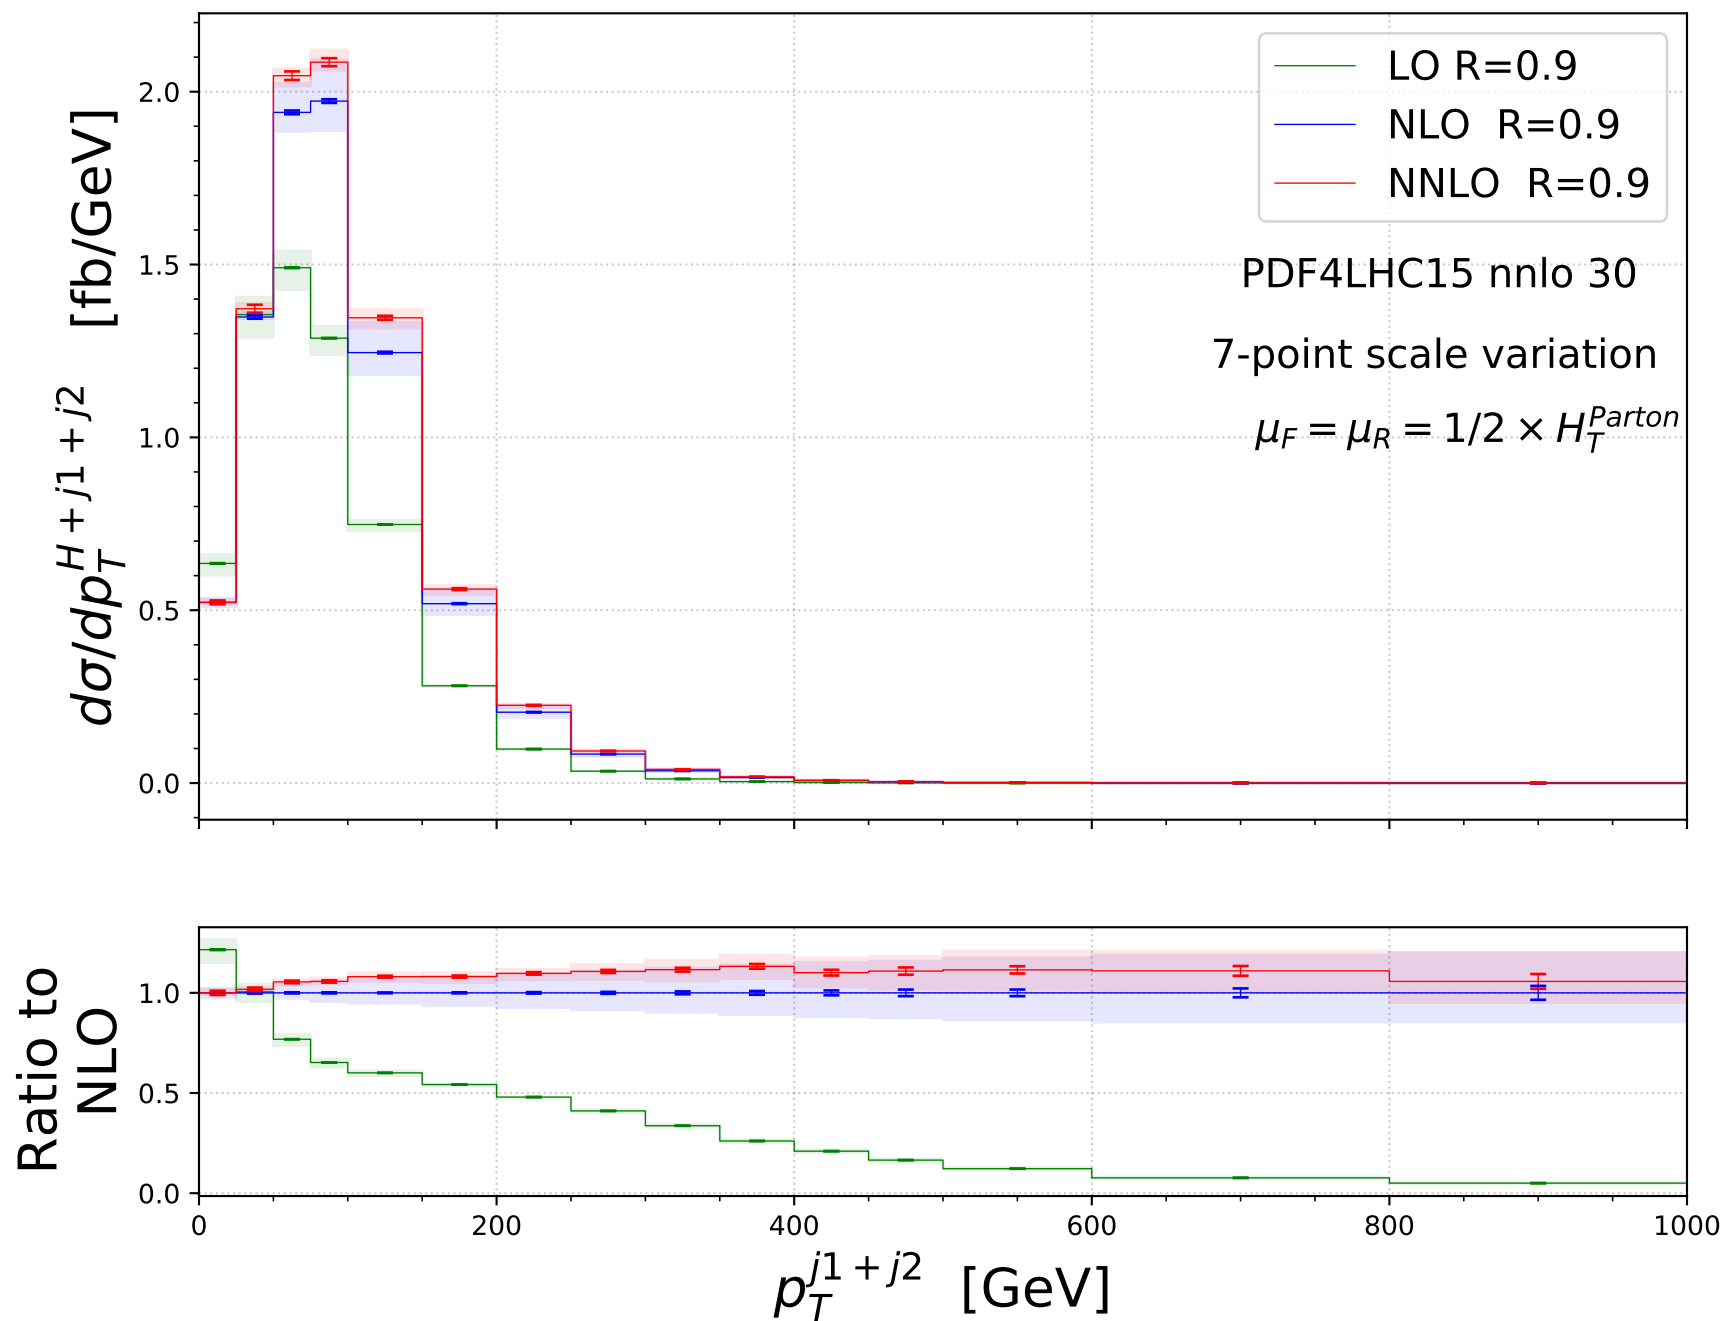 dσ/dp_T^{H+j1+j2} [fb/GeV]
2.0
1.5
1.0
0.5
0.0
LO R=0.9
NLO R=0.9
NNLO R=0.9
PDF4LHC15 nnlo 30
7-point scale variation
μ_F = μ_R = 1/2 × H_T^{Parton}
Ratio to
NLO
1.0
0.5
0.0
0 200 400 600 800 1000
p_T^{j1+j2} [GeV]